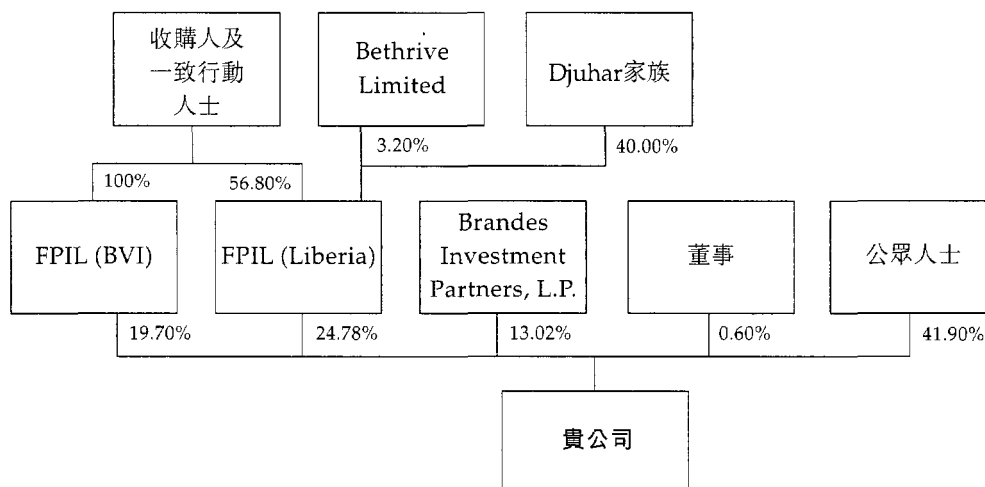 收購人及
一致行動
人士
Bethrive
Limited
Djuhar家族
3.20%
40.00%
100%
56.80%
FPIL (BVI)
FPIL (Liberia)
Brandes
Investment
Partners, L.P.
董事
公眾人士
19.70%
24.78%
13.02%
0.60%
41.90%
貴公司